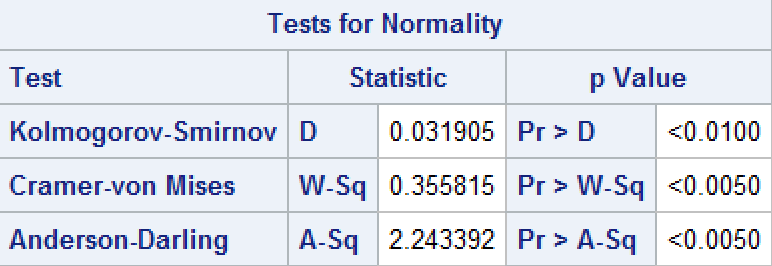 Tests for Normality
Test Statistic p Value
Kolmogorov-Smirnov D 0.031905 Pr > D <0.0100
Cramer-von Mises W-Sq 0.355815 Pr > W-Sq <0.0050
Anderson-Darling A-Sq 2.243392 Pr > A-Sq <0.0050